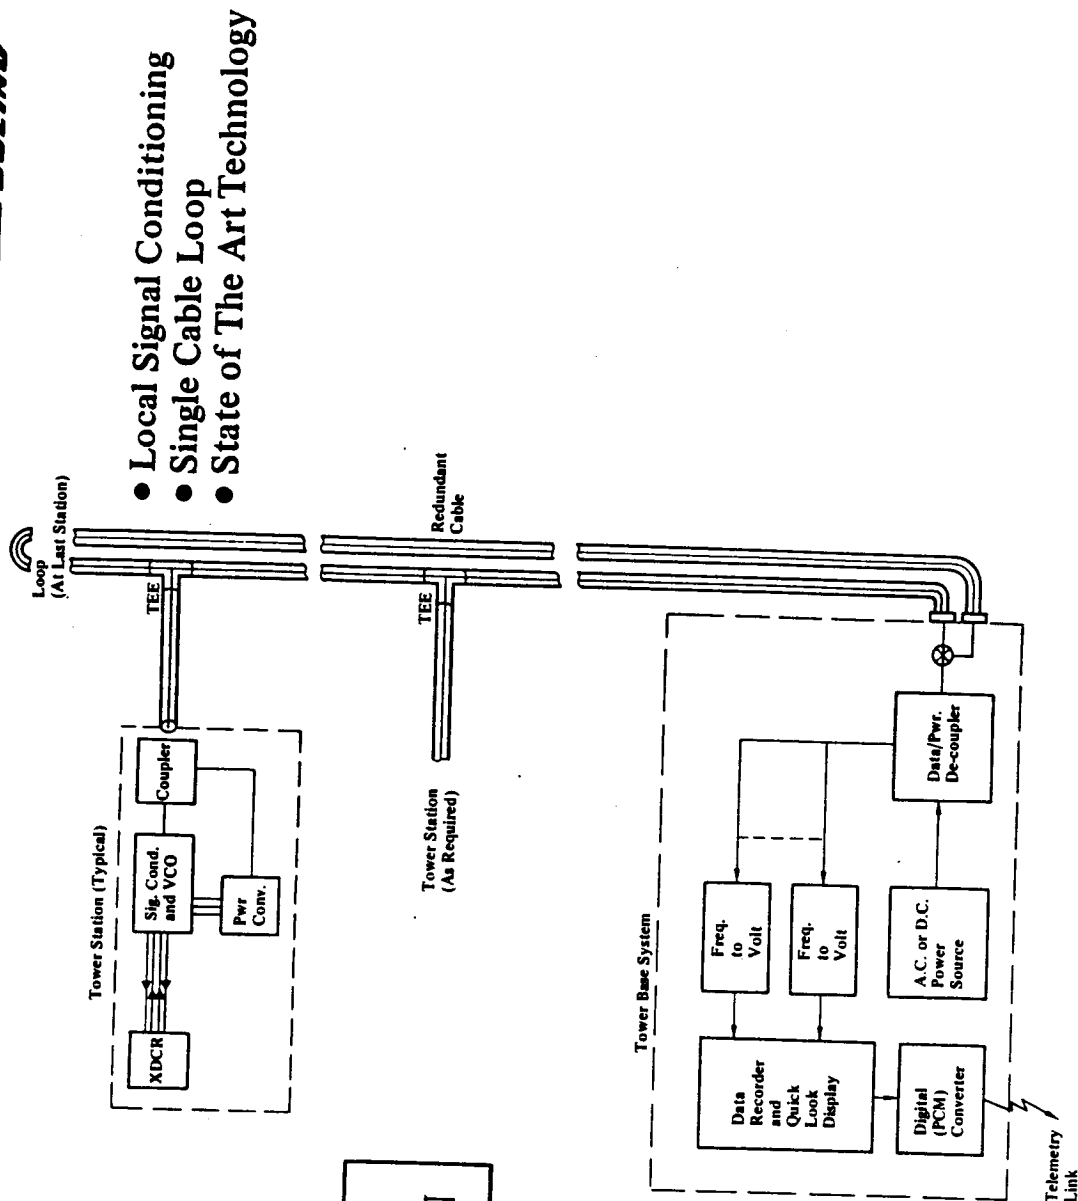 ● Local Signal Conditioning
● Single Cable Loop
● State of The Art Technology
Loop
(At Last Station)
TEE
Redundant
Cable
TEE
Tower Station (Typical)
XDCR
Sig. Cond.
and VCO
Coupler
Pwr
Conv.
Tower Station
(As Required)
Tower Base System
Data
Recorder
and
Quick
Look
Display
Freq.
to
Volt
Freq.
to
Volt
Data/Pwr.
De-coupler
A.C. or D.C.
Power
Source
Digital
(PCM)
Converter
Telemetry
Link